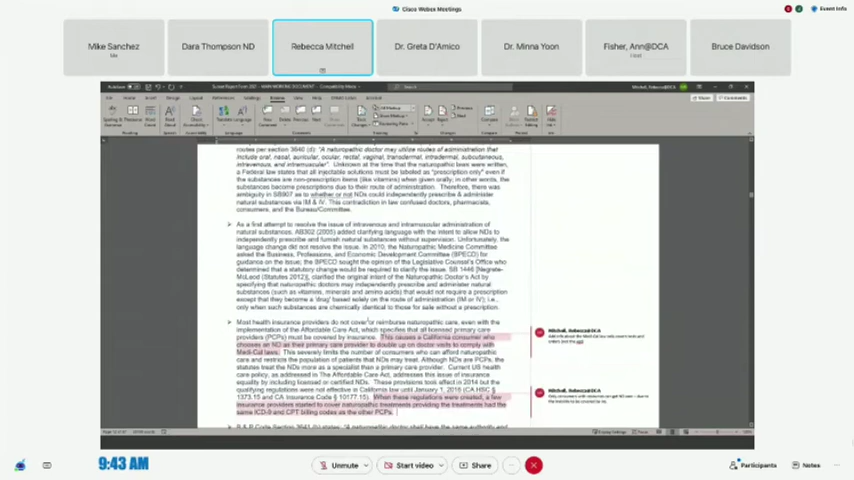 Cisco Webex Meetings
Event Info
Mike Sanchez
Me
Dara Thompson ND
Rebecca Mitchell
Dr. Greta D'Amico
Dr. Minna Yoon
Fisher, Ann@DCA
Host
Bruce Davidson
Share
Comments
routes per section 3640 (d): "A naturopathic doctor may utilize routes of administration that
include oral, nasal, auricular, ocular, rectal, vaginal, transdermal, intradermal, subcutaneous,
intravenous, and intramuscular". Unknown at the time that the naturopathic laws were written,
a Federal law states that all injectable solutions must be labeled as "prescription only" even if
the substances are non-prescription items (like vitamins) when given orally; in other words, the
substances become prescriptions due to their route of administration. Therefore, there was
ambiguity in SB907 as to whether or not NDs could independently prescribe & administer
natural substances via IM & IV. This contradiction in law confused doctors, pharmacists,
consumers, and the Bureau/Committee.
As a first attempt to resolve the issue of intravenous and intramuscular administration of
natural substances, AB302 (2005) added clarifying language with the intent to allow NDs to
independently prescribe and furnish natural substances without supervision. Unfortunately, the
language change did not resolve the issue. In 2010, the Naturopathic Medicine Committee
asked the Business, Professions, and Economic Development Committee (BPECD) for
guidance on the issue; the BPECD sought the opinion of the Legislative Counsel's Office who
determined that a statutory change would be required to clarify the issue. SB 1446 [Negrete-
McLeod (Statutes 2012)], clarified the original intent of the Naturopathic Doctor's Act by
specifying that naturopathic doctors may independently prescribe and administer natural
substances (such as vitamins, minerals and amino acids) that would not require a prescription
except that they become a 'drug' based solely on the route of administration (IM or IV); i.e.,
only when such substances are chemically identical to those for sale without a prescription.
Most health insurance providers do not cover or reimburse naturopathic care, even with the
implementation of the Affordable Care Act, which specifies that all licensed primary care
providers (PCPs) must be covered by insurance. This causes a California consumer who
chooses an ND as their primary care provider to double up on doctor visits to comply with
Medi-Cal laws. This severely limits the number of consumers who can afford naturopathic
care and restricts the population of patients that NDs may treat. Although NDs are PCPs, the
statutes treat the NDs more as a specialist than a primary care provider. Current US health
care policy, as addressed in The Affordable Care Act, addresses this issue of insurance
equality by including licensed or certified NDs. These provisions took affect in 2014 but the
qualifying regulations were not effective in California law until January 1, 2016 (CA HSC §
1373.15 and CA Insurance Code § 10177.15). When these regulations were created, a few
insurance providers started to cover naturopathic treatments providing the treatments had the
same ICD-9 and CPT billing codes as the other PCPs.
B & P Code Section 3641 (b) states, "A naturopathic doctor shall have the same authority and
Mitchell, Rebecca@DCA
Mitchell, Rebecca@DCA
9:43 AM
Unmute
Start video
Share
Participants
Notes